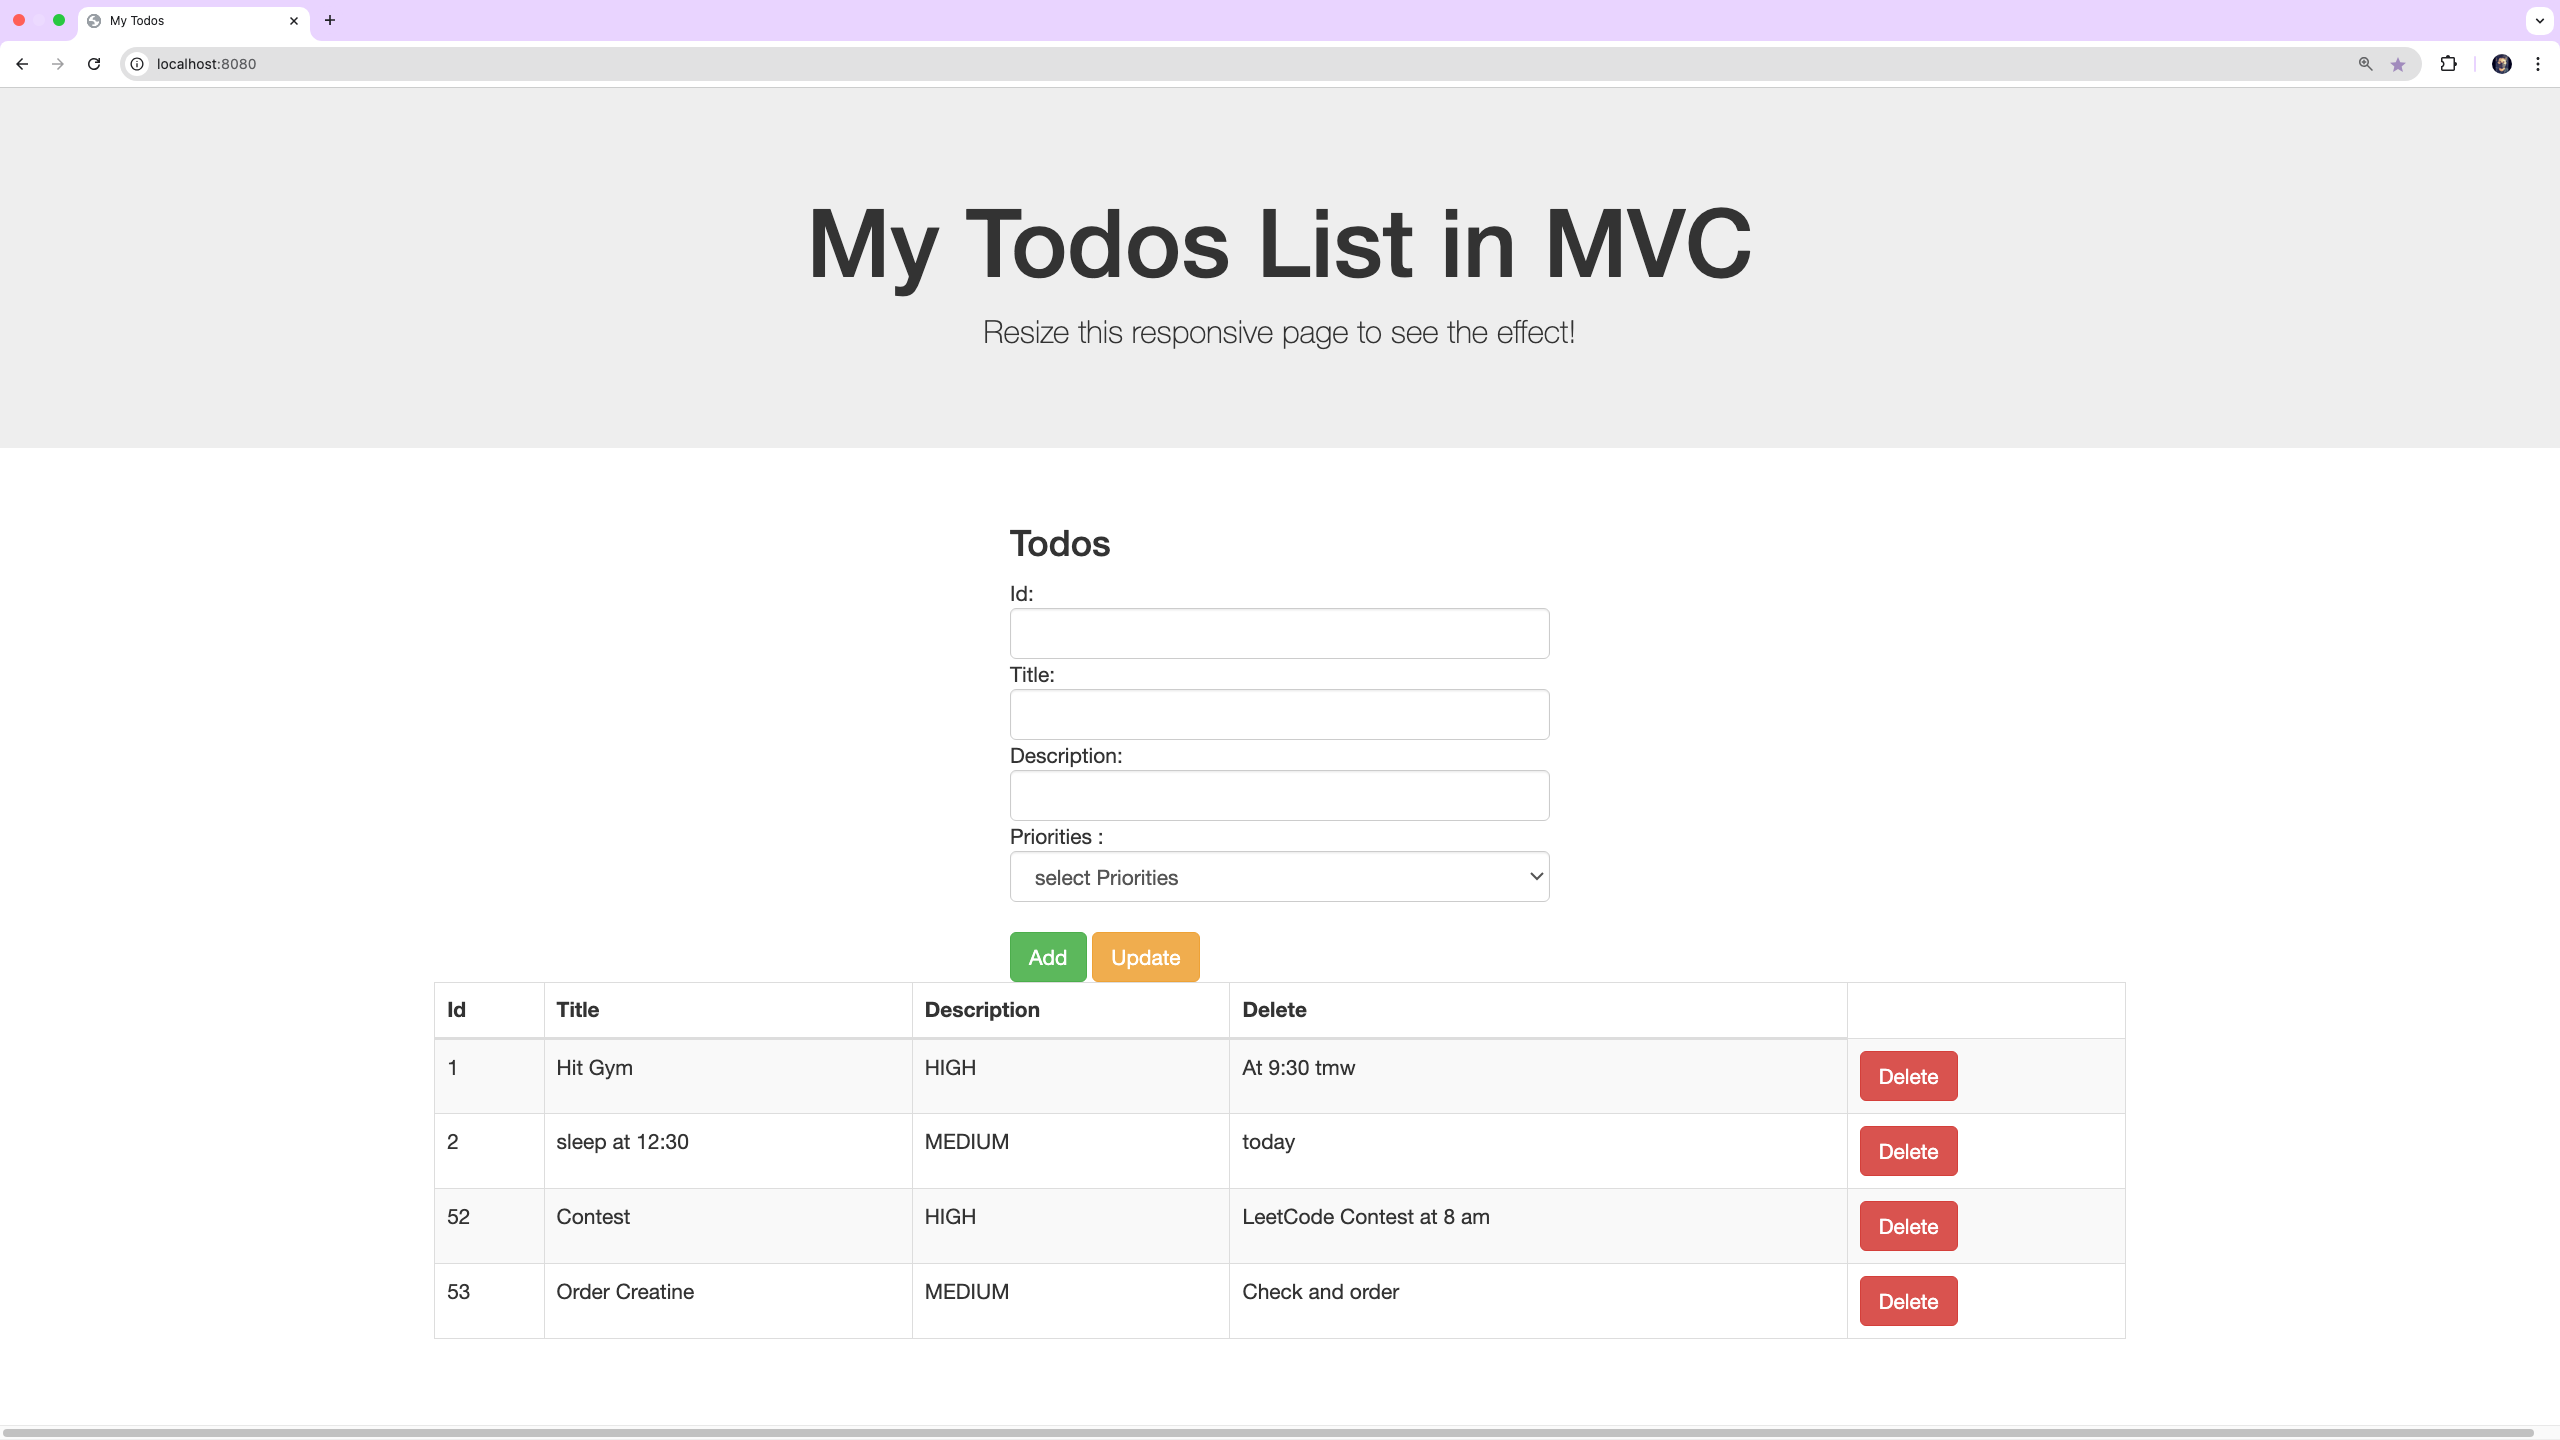 My Todos
localhost:8080
My Todos List in MVC
Resize this responsive page to see the effect!
Todos
Id:
Title:
Description:
Priorities :
select Priorities
Add Update
Id Title Description Delete
1 Hit Gym HIGH At 9:30 tmw Delete
2 sleep at 12:30 MEDIUM today Delete
52 Contest HIGH LeetCode Contest at 8 am Delete
53 Order Creatine MEDIUM Check and order Delete